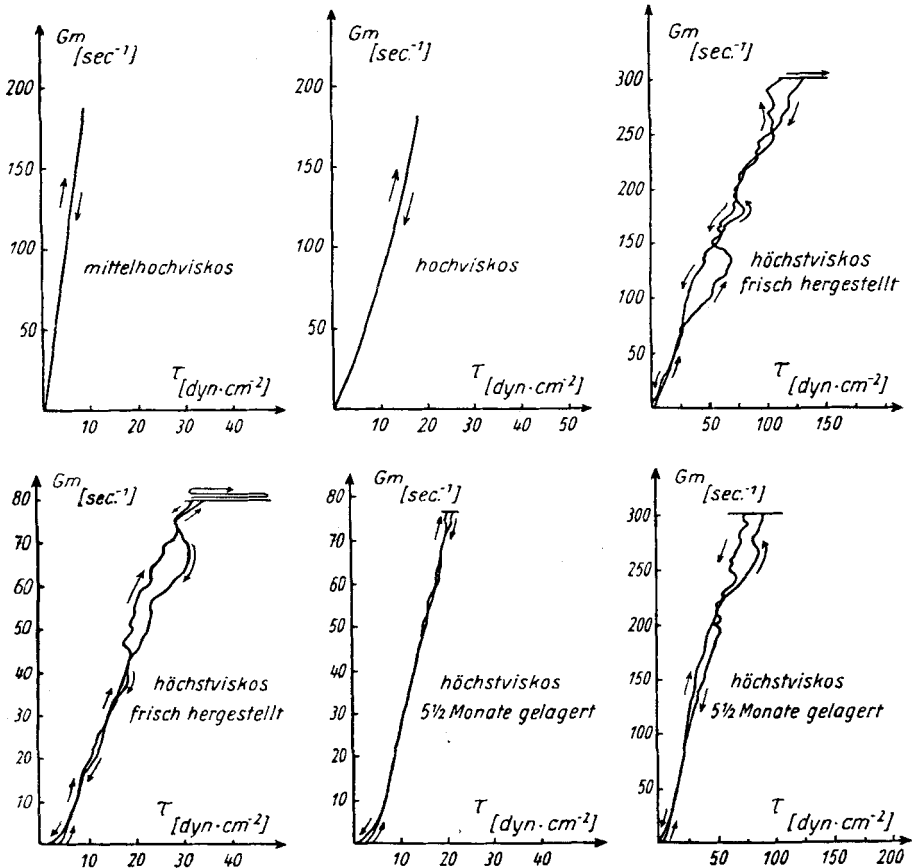 Gm
[sec⁻¹]
200
150
100
50
mittelhochviskos
τ
[dyn·cm⁻²]
10 20 30 40
Gm
[sec.⁻¹]
200
150
100
50
hochviskos
τ
[dyn·cm⁻²]
10 20 30 40 50
Gm
[sec.⁻¹]
300
250
200
150
100
50
höchstviskos
frisch hergestellt
τ
[dyn·cm⁻²]
50 100 150
Gm
[sec.⁻¹]
80
70
60
50
40
30
20
10
höchstviskos
frisch hergestellt
τ
[dyn·cm⁻²]
10 20 30 40
Gm
[sec.⁻¹]
80
70
60
50
40
30
20
10
höchstviskos
5½ Monate gelagert
τ
[dyn·cm⁻²]
10 20 30 40
Gm
[sec.⁻¹]
300
250
200
150
100
höchstviskos
5½ Monate gelagert
τ
[dyn·cm⁻²]
50 100 150 200